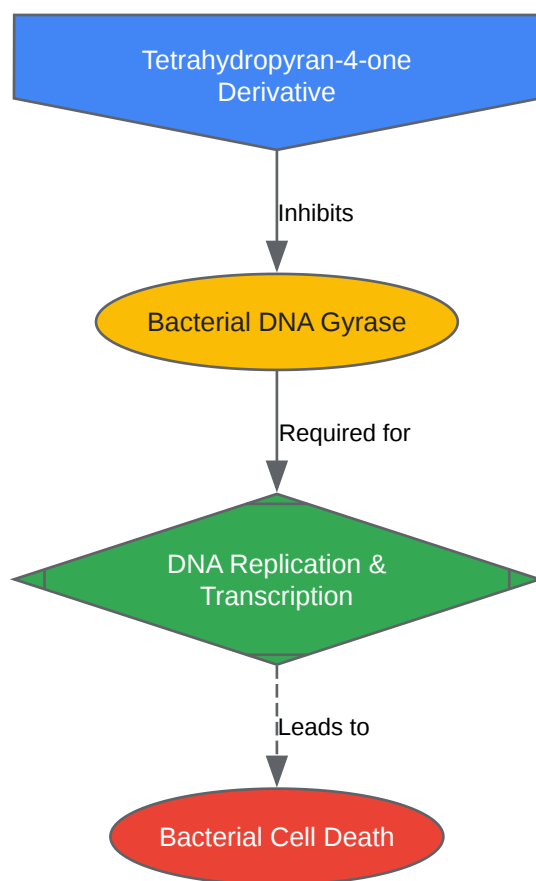 Tetrahydropyran-4-one
Derivative
Inhibits
Bacterial DNA Gyrase
Required for
DNA Replication &
Transcription
Leads to
Bacterial Cell Death